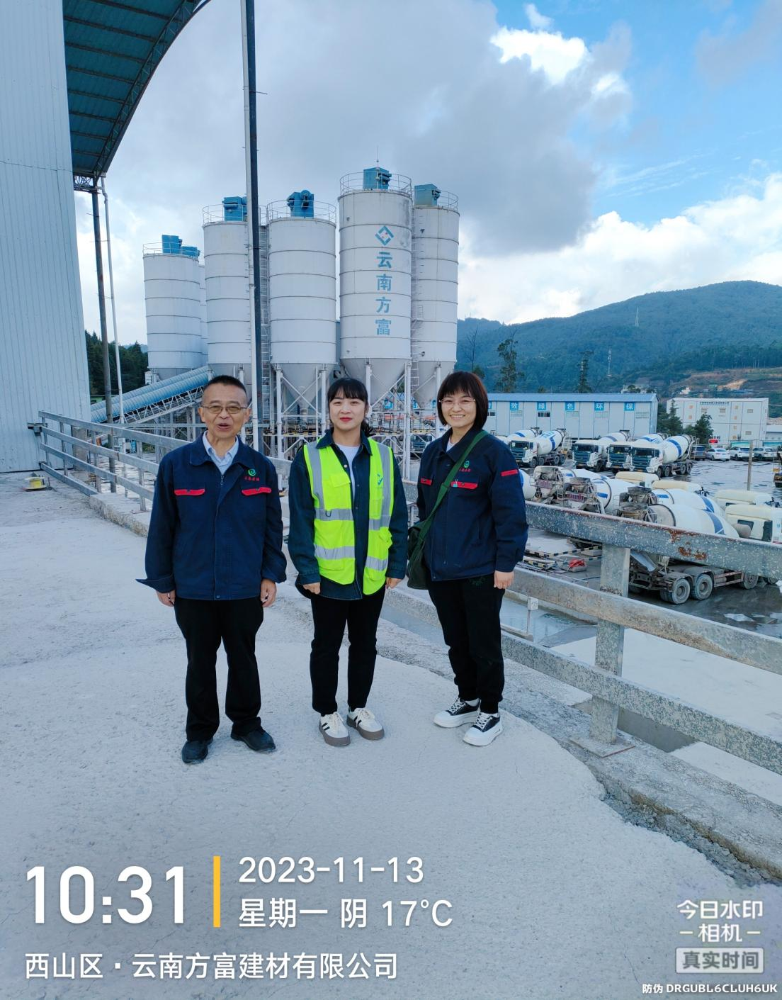 云南方富
效绿色环保
10:31
2023-11-13
星期一 阴 17°C
西山区·云南方富建材有限公司
今日水印
相机
真实时间
防伪 DRGUBL6CLUH6UK